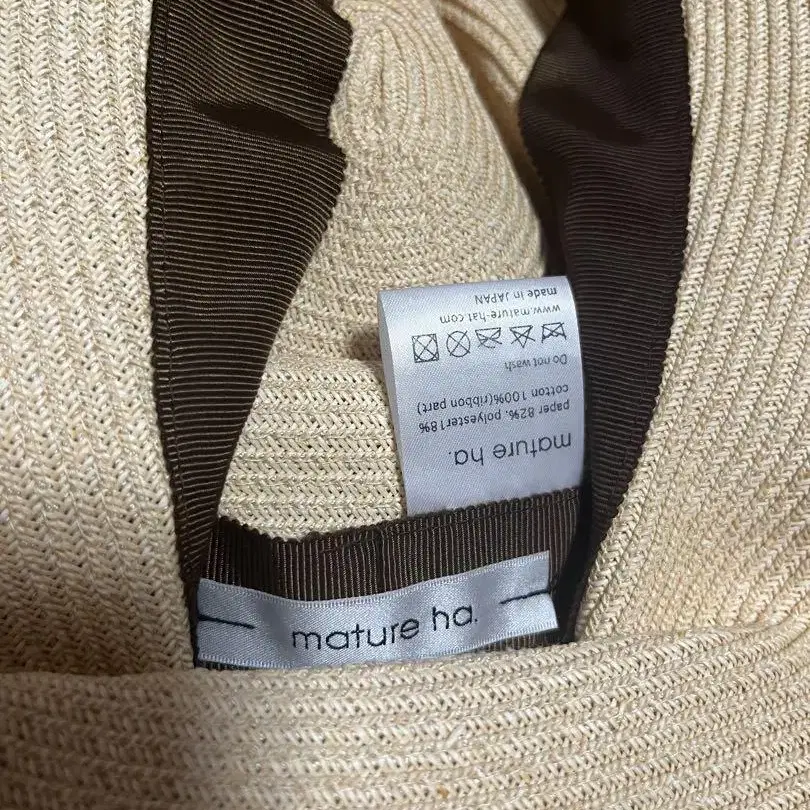 mature ha.
paper 82%. polyester18%
cotton 100%(ribbon part)
Do not wash
www.mature-hat.com
made in JAPAN
mature ha.